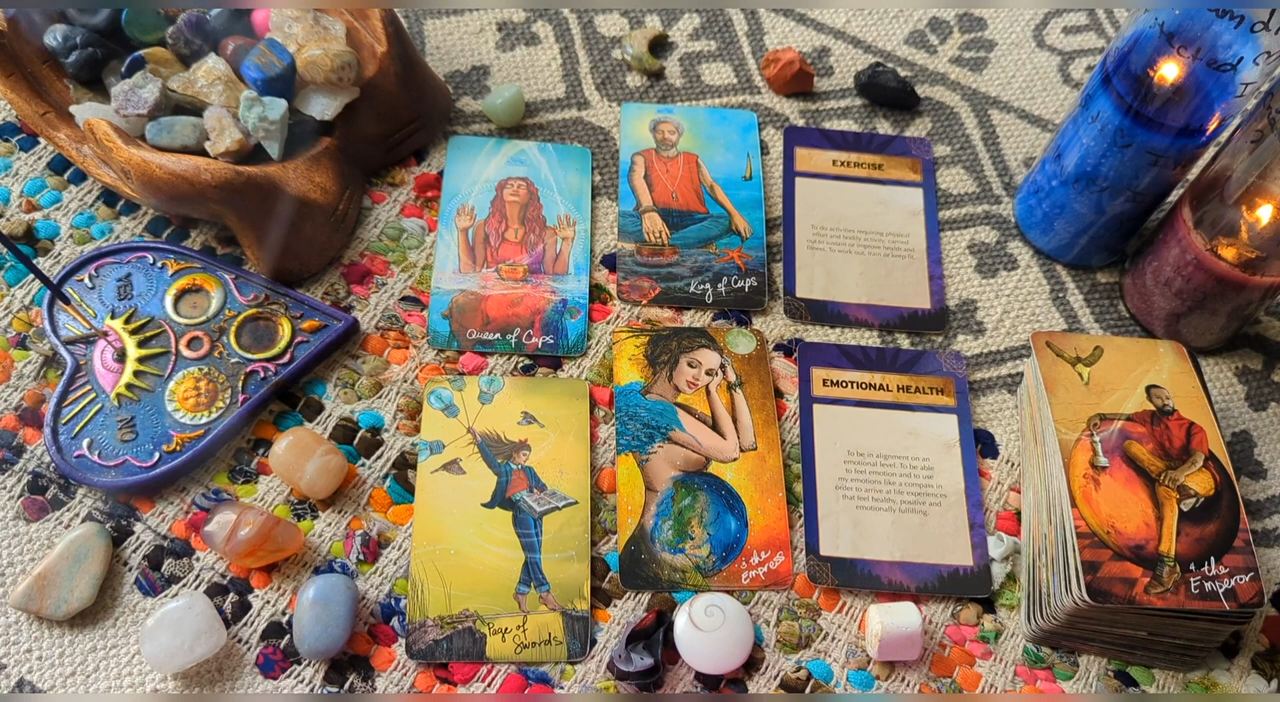 YES
NO
Queen of Cups
King of Cups
EXERCISE
To do activities requiring physical
effort and bodily activity, carried
out to sustain or improve health and
fitness. To work out, train or keep fit.
Page of
Swords
3. the
Empress
EMOTIONAL HEALTH
To be in alignment on an
emotional level. To be able
to feel emotion and to use
my emotions like a compass in
order to arrive at life experiences
that feel healthy, positive and
emotionally fulfilling.
4. the
Emperor